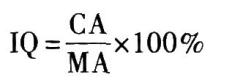 IQ = CA/MA ×100%